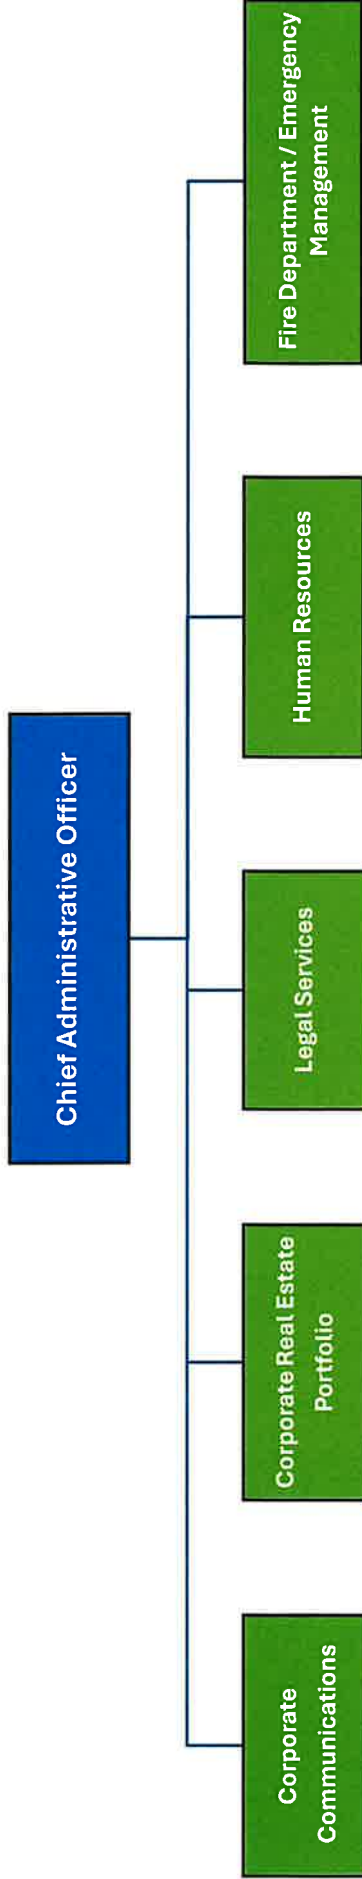 Chief Administrative Officer
Corporate
Communications
Corporate Real Estate
Portfolio
Legal Services
Human Resources
Fire Department / Emergency
Management